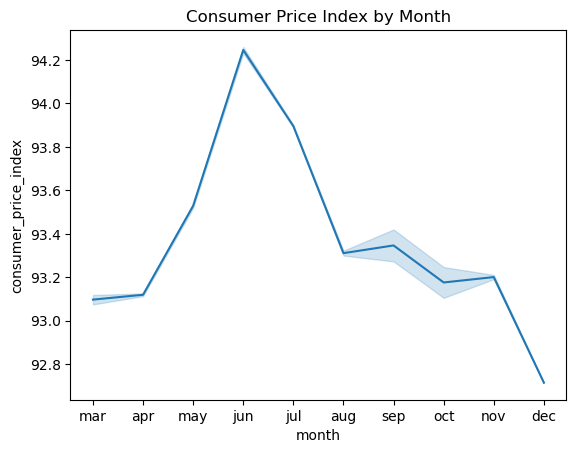 Consumer Price Index by Month
consumer_price_index
94.2
94.0
93.8
93.6
93.4
93.2
93.0
92.8
mar apr may jun jul aug sep oct nov dec
month